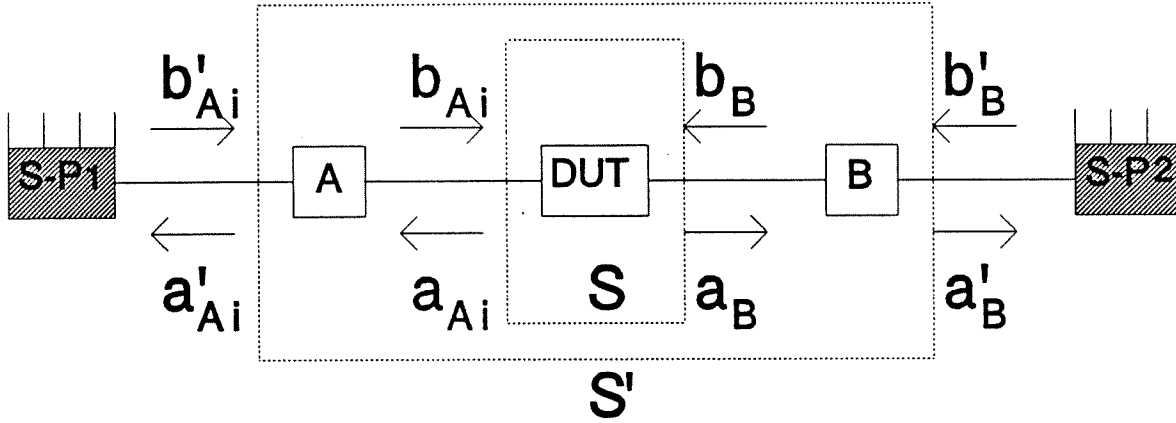 b'Ai bAi bB b'B
S-P1 A DUT B S-P2
a'Ai aAi S aB a'B
S'